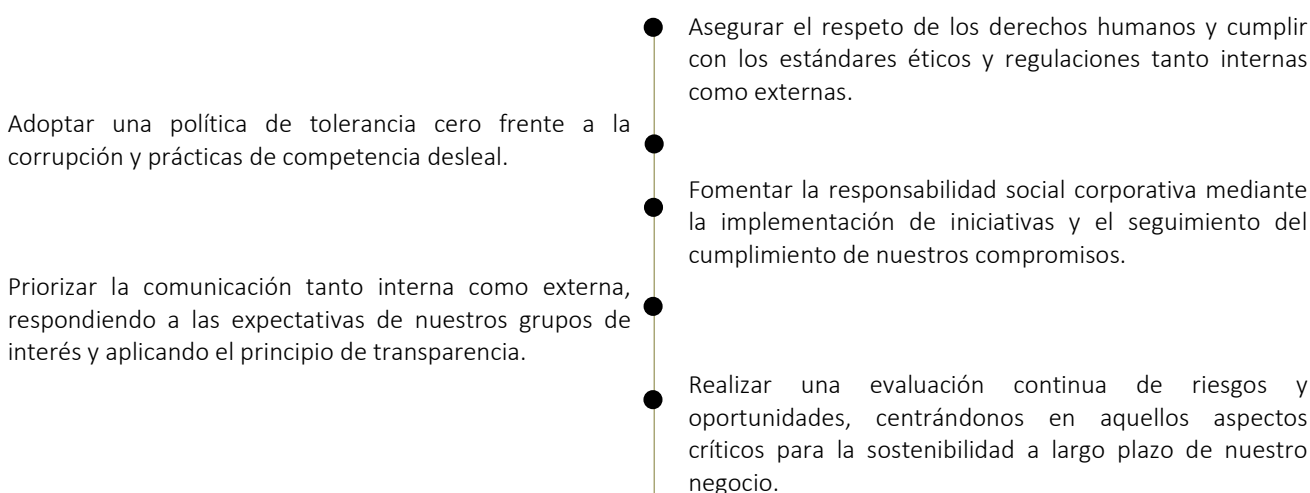 Asegurar el respeto de los derechos humanos y cumplir
con los estándares éticos y regulaciones tanto internas
como externas.
Adoptar una política de tolerancia cero frente a la
corrupción y prácticas de competencia desleal.
Fomentar la responsabilidad social corporativa mediante
la implementación de iniciativas y el seguimiento del
cumplimiento de nuestros compromisos.
Priorizar la comunicación tanto interna como externa,
respondiendo a las expectativas de nuestros grupos de
interés y aplicando el principio de transparencia.
Realizar una evaluación continua de riesgos y
oportunidades, centrándonos en aquellos aspectos
críticos para la sostenibilidad a largo plazo de nuestro
negocio.